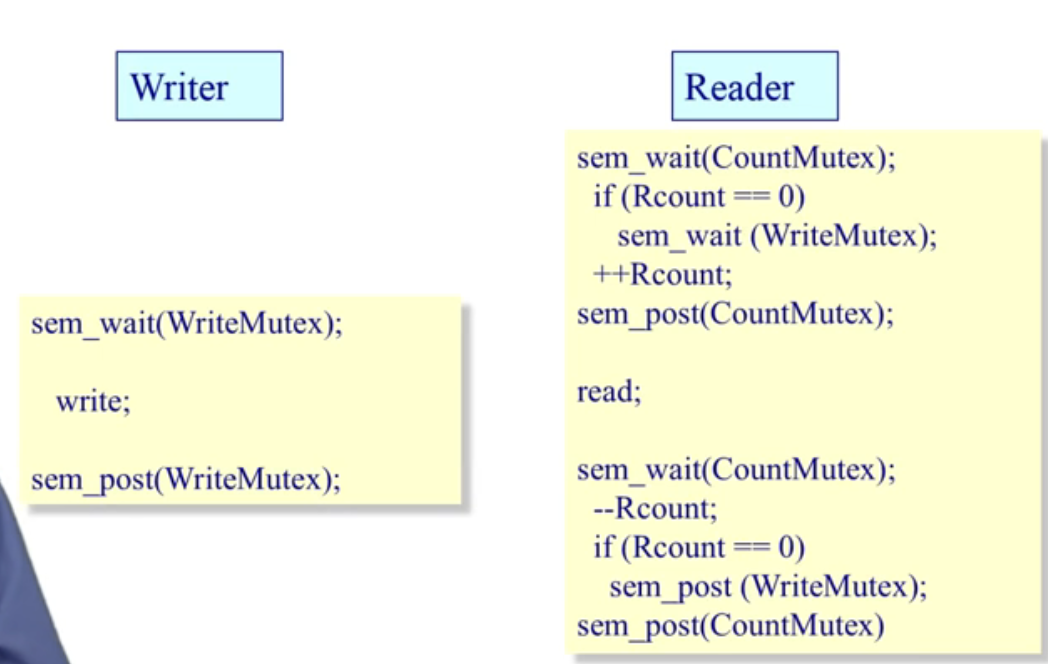 Writer
sem_wait(WriteMutex);
write;
sem_post(WriteMutex);
Reader
sem_wait(CountMutex);
if (Rcount == 0)
sem_wait (WriteMutex);
++Rcount;
sem_post(CountMutex);
read;
sem_wait(CountMutex);
--Rcount;
if (Rcount == 0)
sem_post (WriteMutex);
sem_post(CountMutex)